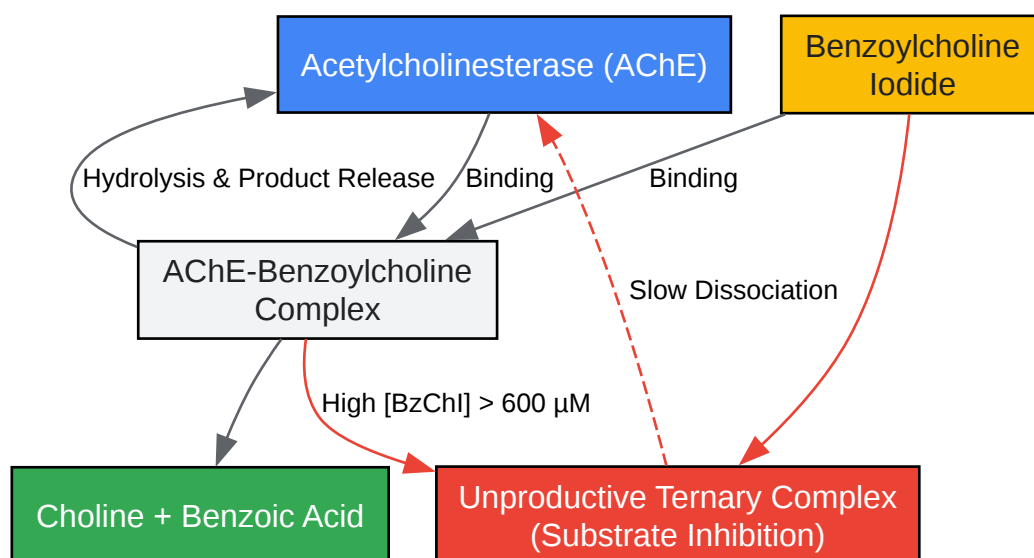 Acetylcholinesterase (AChE)
Benzoylcholine
Iodide
Hydrolysis & Product Release
Binding
Binding
AChE-Benzoylcholine
Complex
Slow Dissociation
High [BzChI] > 600 µM
Choline + Benzoic Acid
Unproductive Ternary Complex
(Substrate Inhibition)